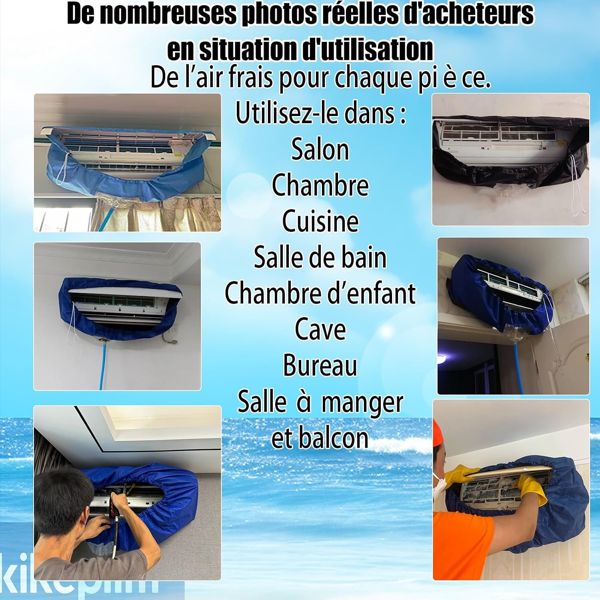 De nombreuses photos réelles d'acheteurs
en situation d'utilisation
De l'air frais pour chaque pi è ce.
Utilisez-le dans :
Salon
Chambre
Cuisine
Salle de bain
Chambre d'enfant
Cave
Bureau
Salle à manger
et balcon